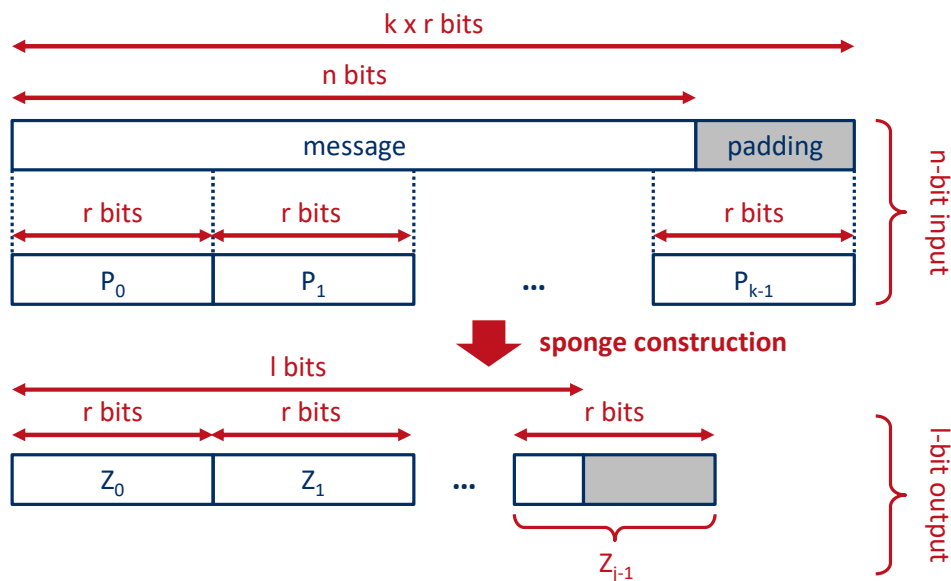 k x r bits
n bits
message
padding
n-bit input
r bits
r bits
r bits
P0
P1
...
Pk-1
sponge construction
l bits
r bits
r bits
r bits
l-bit output
Z0
Z1
...
Zj-1